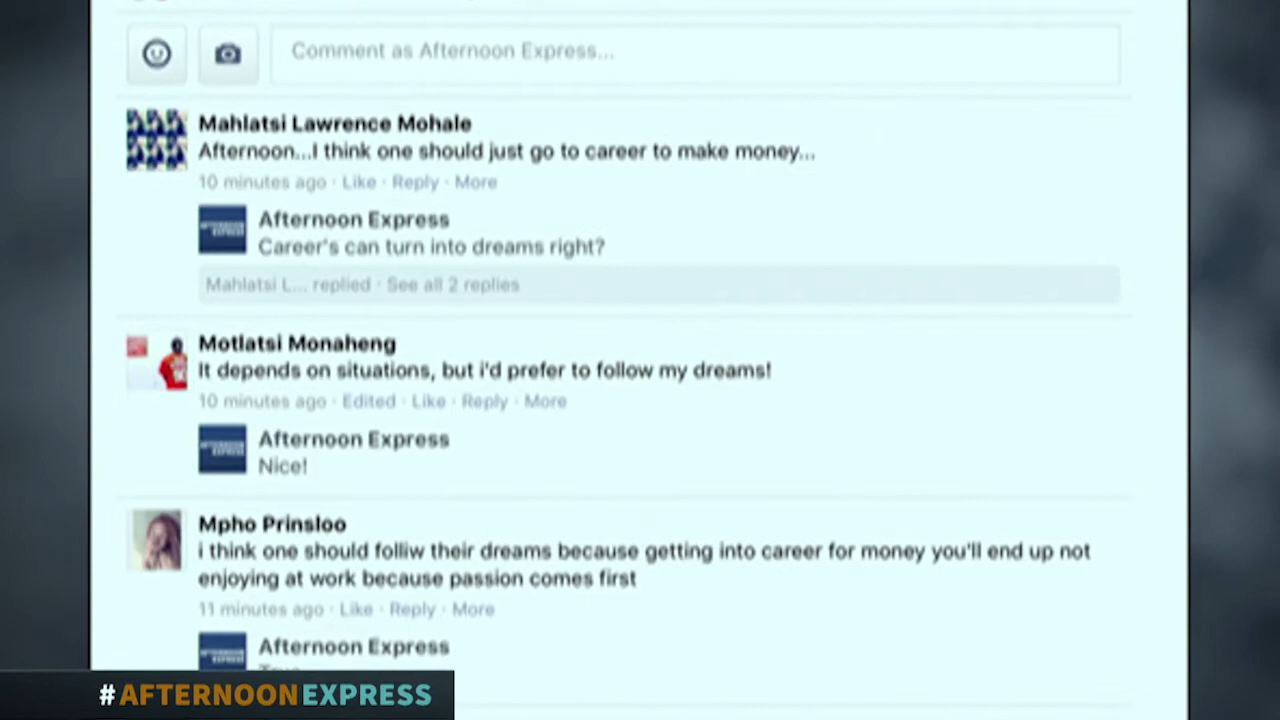 Comment as Afternoon Express...
Mahlatsi Lawrence Mohale
Afternoon...I think one should just go to career to make money...
10 minutes ago · Like · Reply · More
Afternoon Express
Career's can turn into dreams right?
Mahlatsi L... replied · See all 2 replies
Motlatsi Monaheng
It depends on situations, but i'd prefer to follow my dreams!
10 minutes ago · Edited · Like · Reply · More
Afternoon Express
Nice!
Mpho Prinsloo
i think one should folliw their dreams because getting into career for money you'll end up not
enjoying at work because passion comes first
11 minutes ago · Like · Reply · More
Afternoon Express
#AFTERNOONEXPRESS